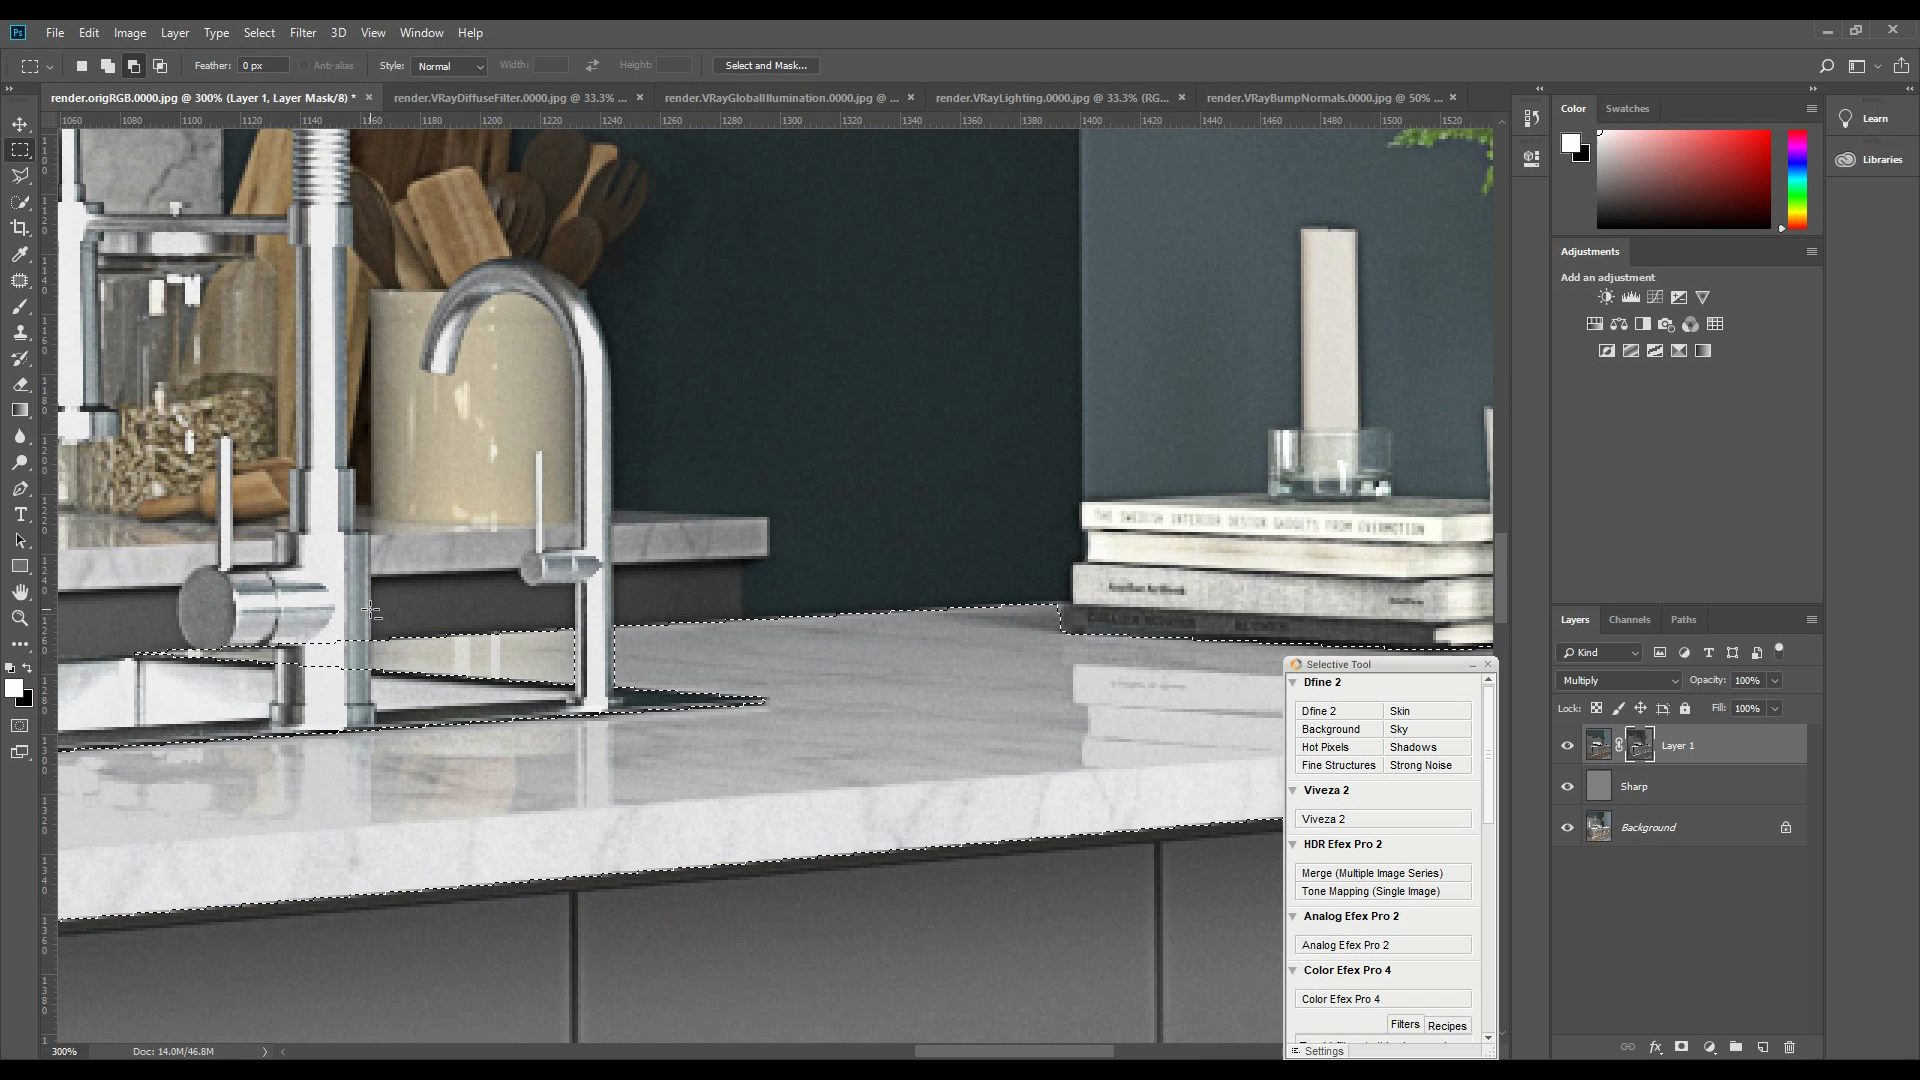 Ps File Edit Image Layer Type Select Filter 3D View Window Help
Feather: 0 px Anti-alias Style: Normal Width: Height: Select and Mask...
render.origRGB.0000.jpg @ 300% (Layer 1, Layer Mask/8) * render.VRayDiffuseFilter.0000.jpg @ 33.3% ... render.VRayGlobalIllumination.0000.jpg @ ... render.VRayLighting.0000.jpg @ 33.3% (RG... render.VRayBumpNormals.0000.jpg @ 50% ...
1060 1080 1100 1120 1140 1160 1180 1200 1220 1240 1260 1280 1300 1320 1340 1360 1380 1400 1420 1440 1460 1480 1500 1520
Color Swatches
Learn
Libraries
Adjustments
Add an adjustment
THE SWEDISH INTERIOR DESIGN GADGETS FROM EVERMOTION
Layers Channels Paths
Kind
Multiply Opacity: 100%
Lock: Fill: 100%
Layer 1
Sharp
Background
Selective Tool
Dfine 2
Dfine 2 Skin
Background Sky
Hot Pixels Shadows
Fine Structures Strong Noise
Viveza 2
Viveza 2
HDR Efex Pro 2
Merge (Multiple Image Series)
Tone Mapping (Single Image)
Analog Efex Pro 2
Analog Efex Pro 2
Color Efex Pro 4
Color Efex Pro 4
Filters Recipes
Settings
300% Doc: 14.0M/46.8M